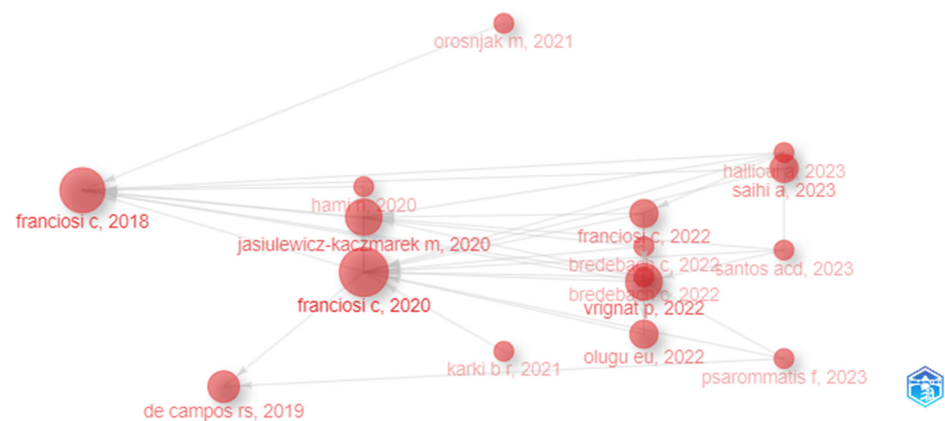 orosnjak m, 2021
hallioui a, 2023
saihi a, 2023
hami n, 2020
franciosi c, 2018
jasiulewicz-kaczmarek m, 2020
franciosi c, 2022
bredebach c, 2022
santos acd, 2023
bredebach c, 2022
franciosi c, 2020
vrignat p, 2022
olugu eu, 2022
karki b r, 2021
psarommatis f, 2023
de campos rs, 2019